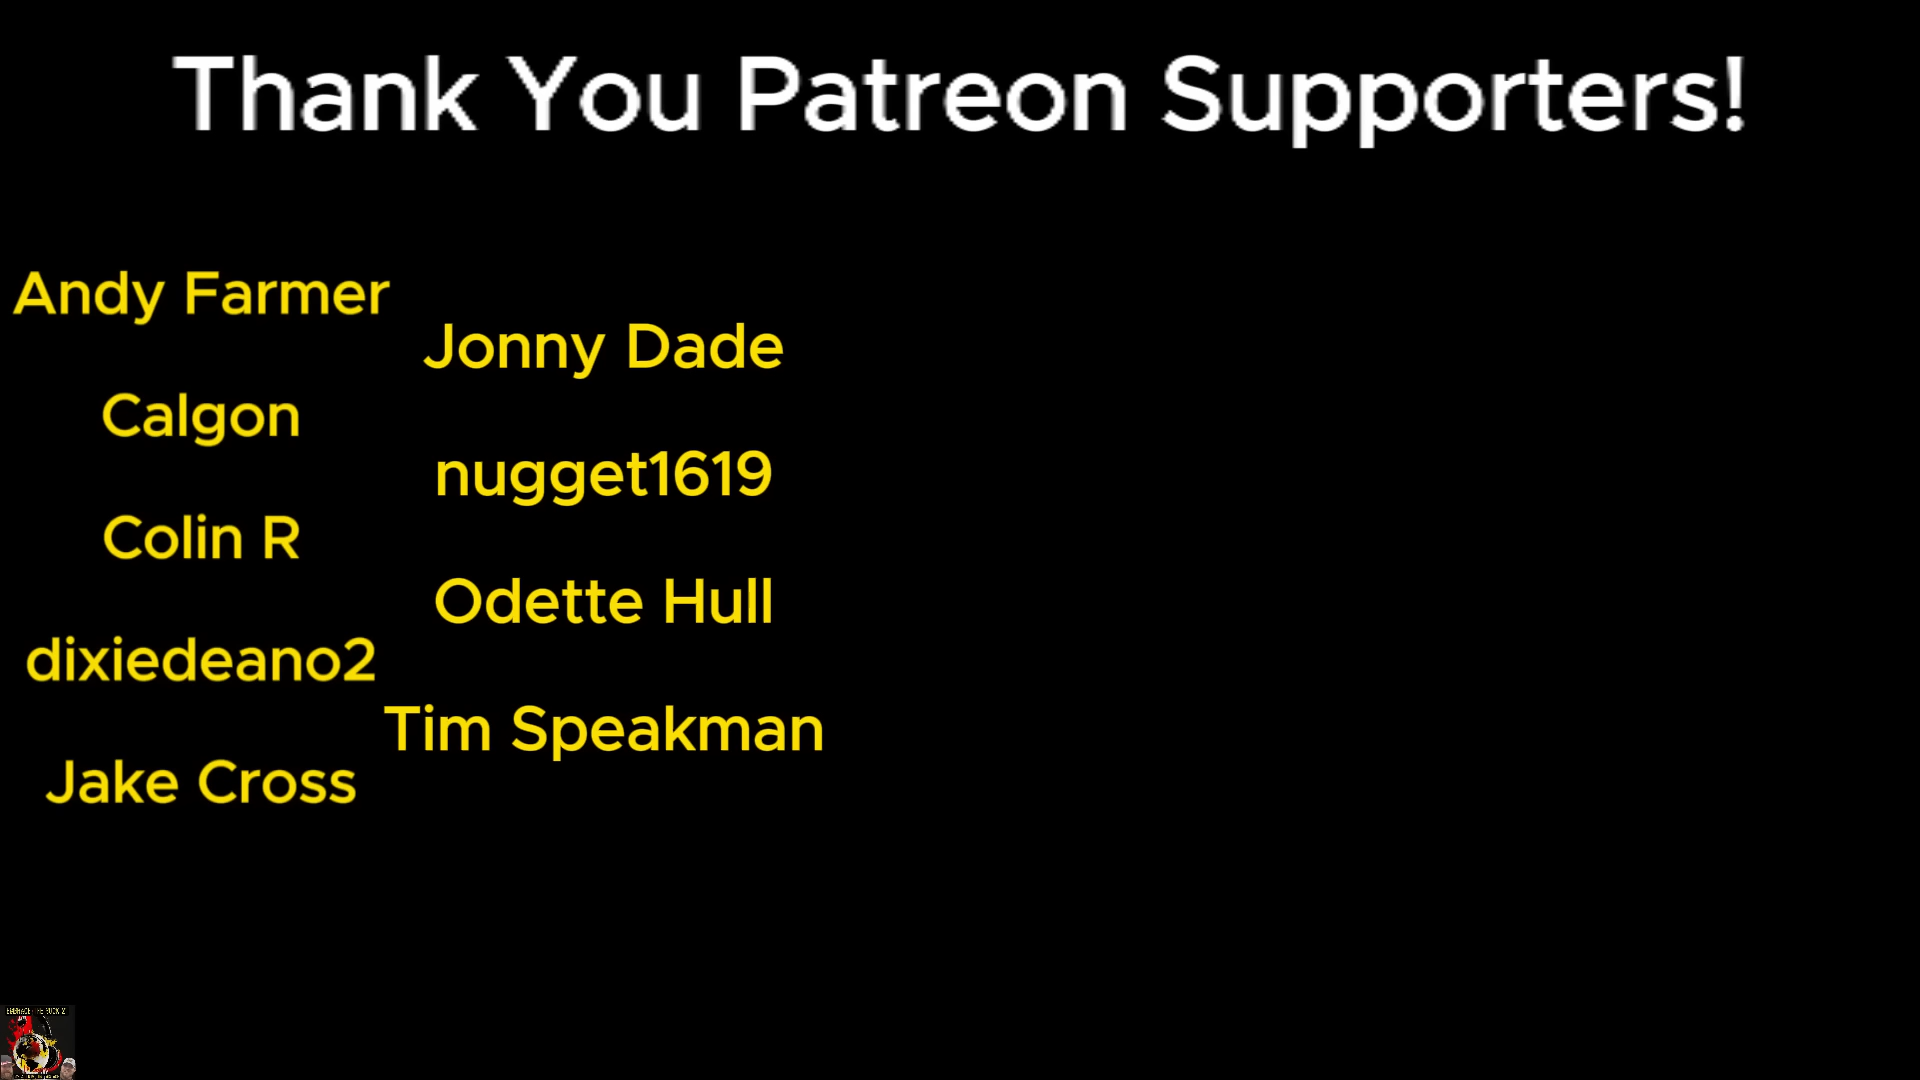 Thank You Patreon Supporters!
Andy Farmer
Calgon
Colin R
dixiedeano2
Jake Cross
Jonny Dade
nugget1619
Odette Hull
Tim Speakman